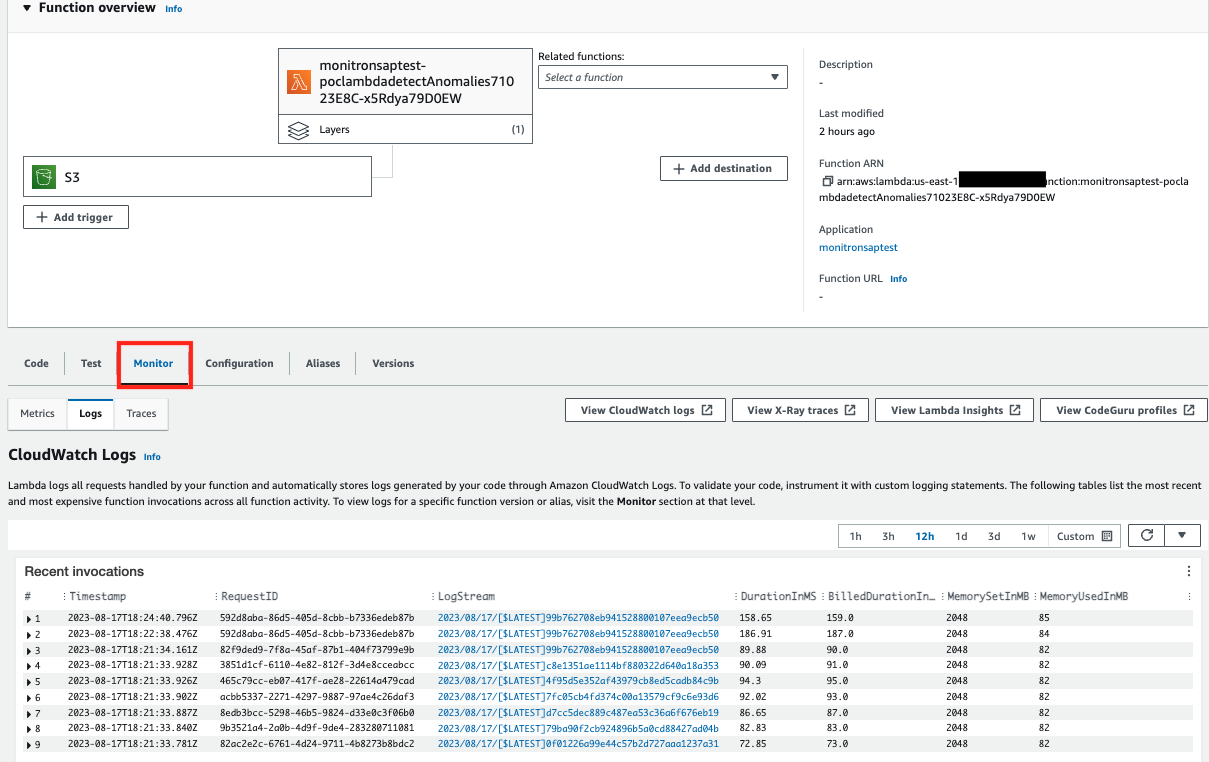 Function overview Info
monitronsaptest-
poclambdadetectAnomalies710
23E8C-x5Rdya79D0EW
Layers (1)
Related functions:
Select a function
S3
Add trigger
Add destination
Description
-
Last modified
2 hours ago
Function ARN
arn:aws:lambda:us-east-1 nction:monitronsaptest-pocla
mbdadetectAnomalies71023E8C-x5Rdya79D0EW
Application
monitronsaptest
Function URL Info
-
Code Test Monitor Configuration Aliases Versions
Metrics Logs Traces View CloudWatch logs View X-Ray traces View Lambda Insights View CodeGuru profiles
CloudWatch Logs Info
Lambda logs all requests handled by your function and automatically stores logs generated by your code through Amazon CloudWatch Logs. To validate your code, instrument it with custom logging statements. The following tables list the most recent
and most expensive function invocations across all function activity. To view logs for a specific function version or alias, visit the Monitor section at that level.
1h 3h 12h 1d 3d 1w Custom
Recent invocations
# Timestamp RequestID LogStream DurationInMS BilledDurationIn… MemorySetInMB MemoryUsedInMB
1 2023-08-17T18:24:40.796Z 592d8aba-86d5-405d-8cbb-b7336edeb87b 2023/08/17/[$LATEST]99b762708eb941528800107eea9ecb50 158.65 159.0 2048 85
2 2023-08-17T18:22:38.476Z 592d8aba-86d5-405d-8cbb-b7336edeb87b 2023/08/17/[$LATEST]99b762708eb941528800107eea9ecb50 186.91 187.0 2048 84
3 2023-08-17T18:21:34.161Z 82f9ded9-7f8a-45af-87b1-404f73799e9b 2023/08/17/[$LATEST]99b762708eb941528800107eea9ecb50 89.88 90.0 2048 82
4 2023-08-17T18:21:33.928Z 3851d1cf-6110-4e82-812f-3d4e8cceabcc 2023/08/17/[$LATEST]c8e1351ae1114bf880322d640a18a353 90.09 91.0 2048 82
5 2023-08-17T18:21:33.926Z 465c79cc-eb07-417f-ae28-22614a479cad 2023/08/17/[$LATEST]4f95d5e352af43979cb8ed5cadb84c9b 94.3 95.0 2048 82
6 2023-08-17T18:21:33.902Z acbb5337-2271-4297-9887-97ae4c26daf3 2023/08/17/[$LATEST]7fc05cb4fd374c00a13579cf9c6e93d6 92.02 93.0 2048 82
7 2023-08-17T18:21:33.887Z 8edb3bcc-5298-46b5-9824-d33e0c3f06b0 2023/08/17/[$LATEST]d7cc5dec889c487ea53c36a6f676eb19 86.65 87.0 2048 82
8 2023-08-17T18:21:33.840Z 9b3521a4-2a0b-4d9f-9de4-283280711081 2023/08/17/[$LATEST]79ba90f2cb924896b5a0cd88427ad04b 82.83 83.0 2048 82
9 2023-08-17T18:21:33.781Z 82ac2e2c-6761-4d24-9711-4b8273b8bdc2 2023/08/17/[$LATEST]0f01226a99e44c57b2d727aaa1237a31 72.85 73.0 2048 82